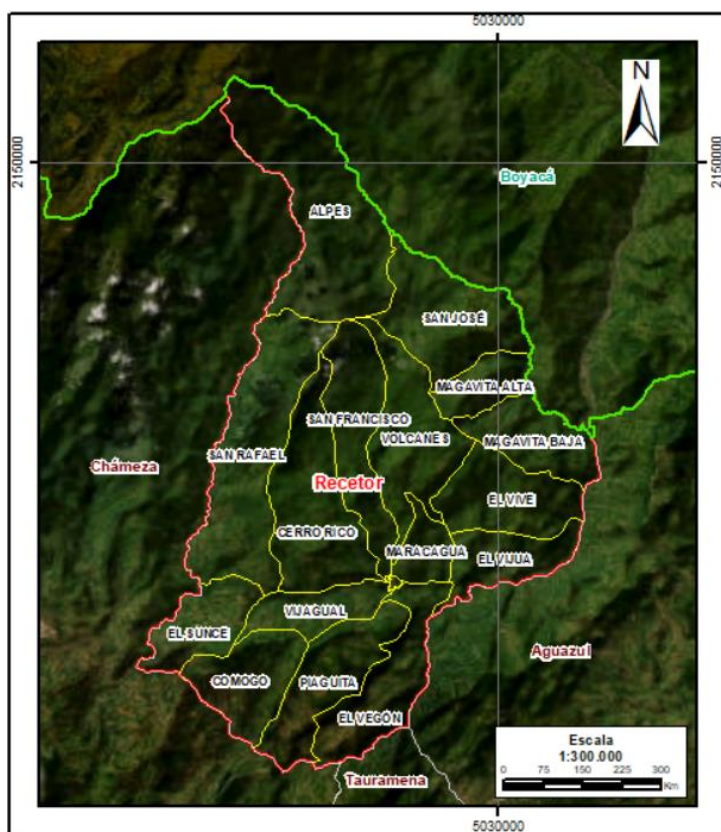 5030000
N
2150000
2150000
Boyacá
ALPES
SAN JOSÉ
MAGAVITA ALTA
SAN FRANCISCO
VOLCANES
MAGAVITA BAJA
SAN RAFAEL
Chámeza
Recetor
EL VIVE
CERRO RICO
MARACAGUA
EL VIJUA
VIJAGUAL
EL SUNCE
Aguazul
COMOGO
PIAGUITA
EL VEGÓN
Escala
1:300.000
0 75 150 225 300
Km
Tauramena
5030000